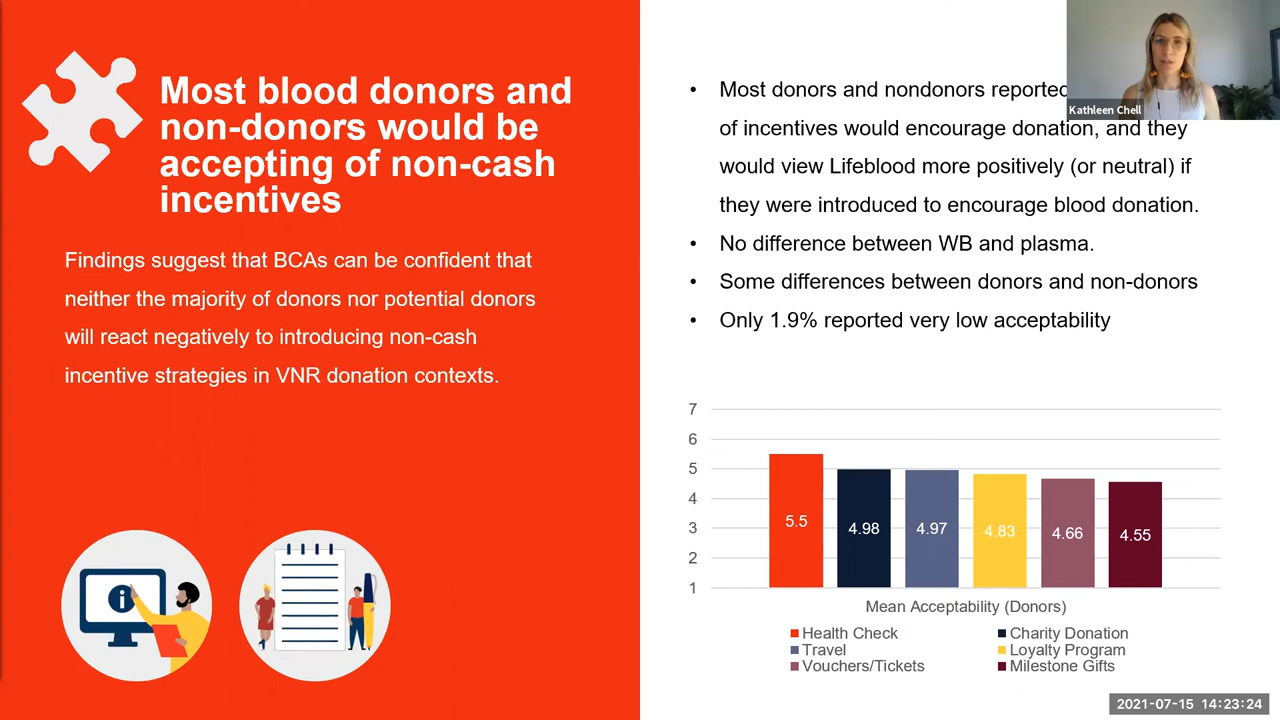 Most blood donors and
non-donors would be
accepting of non-cash
incentives
Findings suggest that BCAs can be confident that
neither the majority of donors nor potential donors
will react negatively to introducing non-cash
incentive strategies in VNR donation contexts.
• Most donors and nondonors reported
of incentives would encourage donation, and they
would view Lifeblood more positively (or neutral) if
they were introduced to encourage blood donation.
• No difference between WB and plasma.
• Some differences between donors and non-donors
• Only 1.9% reported very low acceptability
Kathleen Chell
7
6
5
4
3
2
1
5.5
4.98
4.97
4.83
4.66
4.55
Mean Acceptability (Donors)
Health Check
Charity Donation
Travel
Loyalty Program
Vouchers/Tickets
Milestone Gifts
2021-07-15 14:23:24